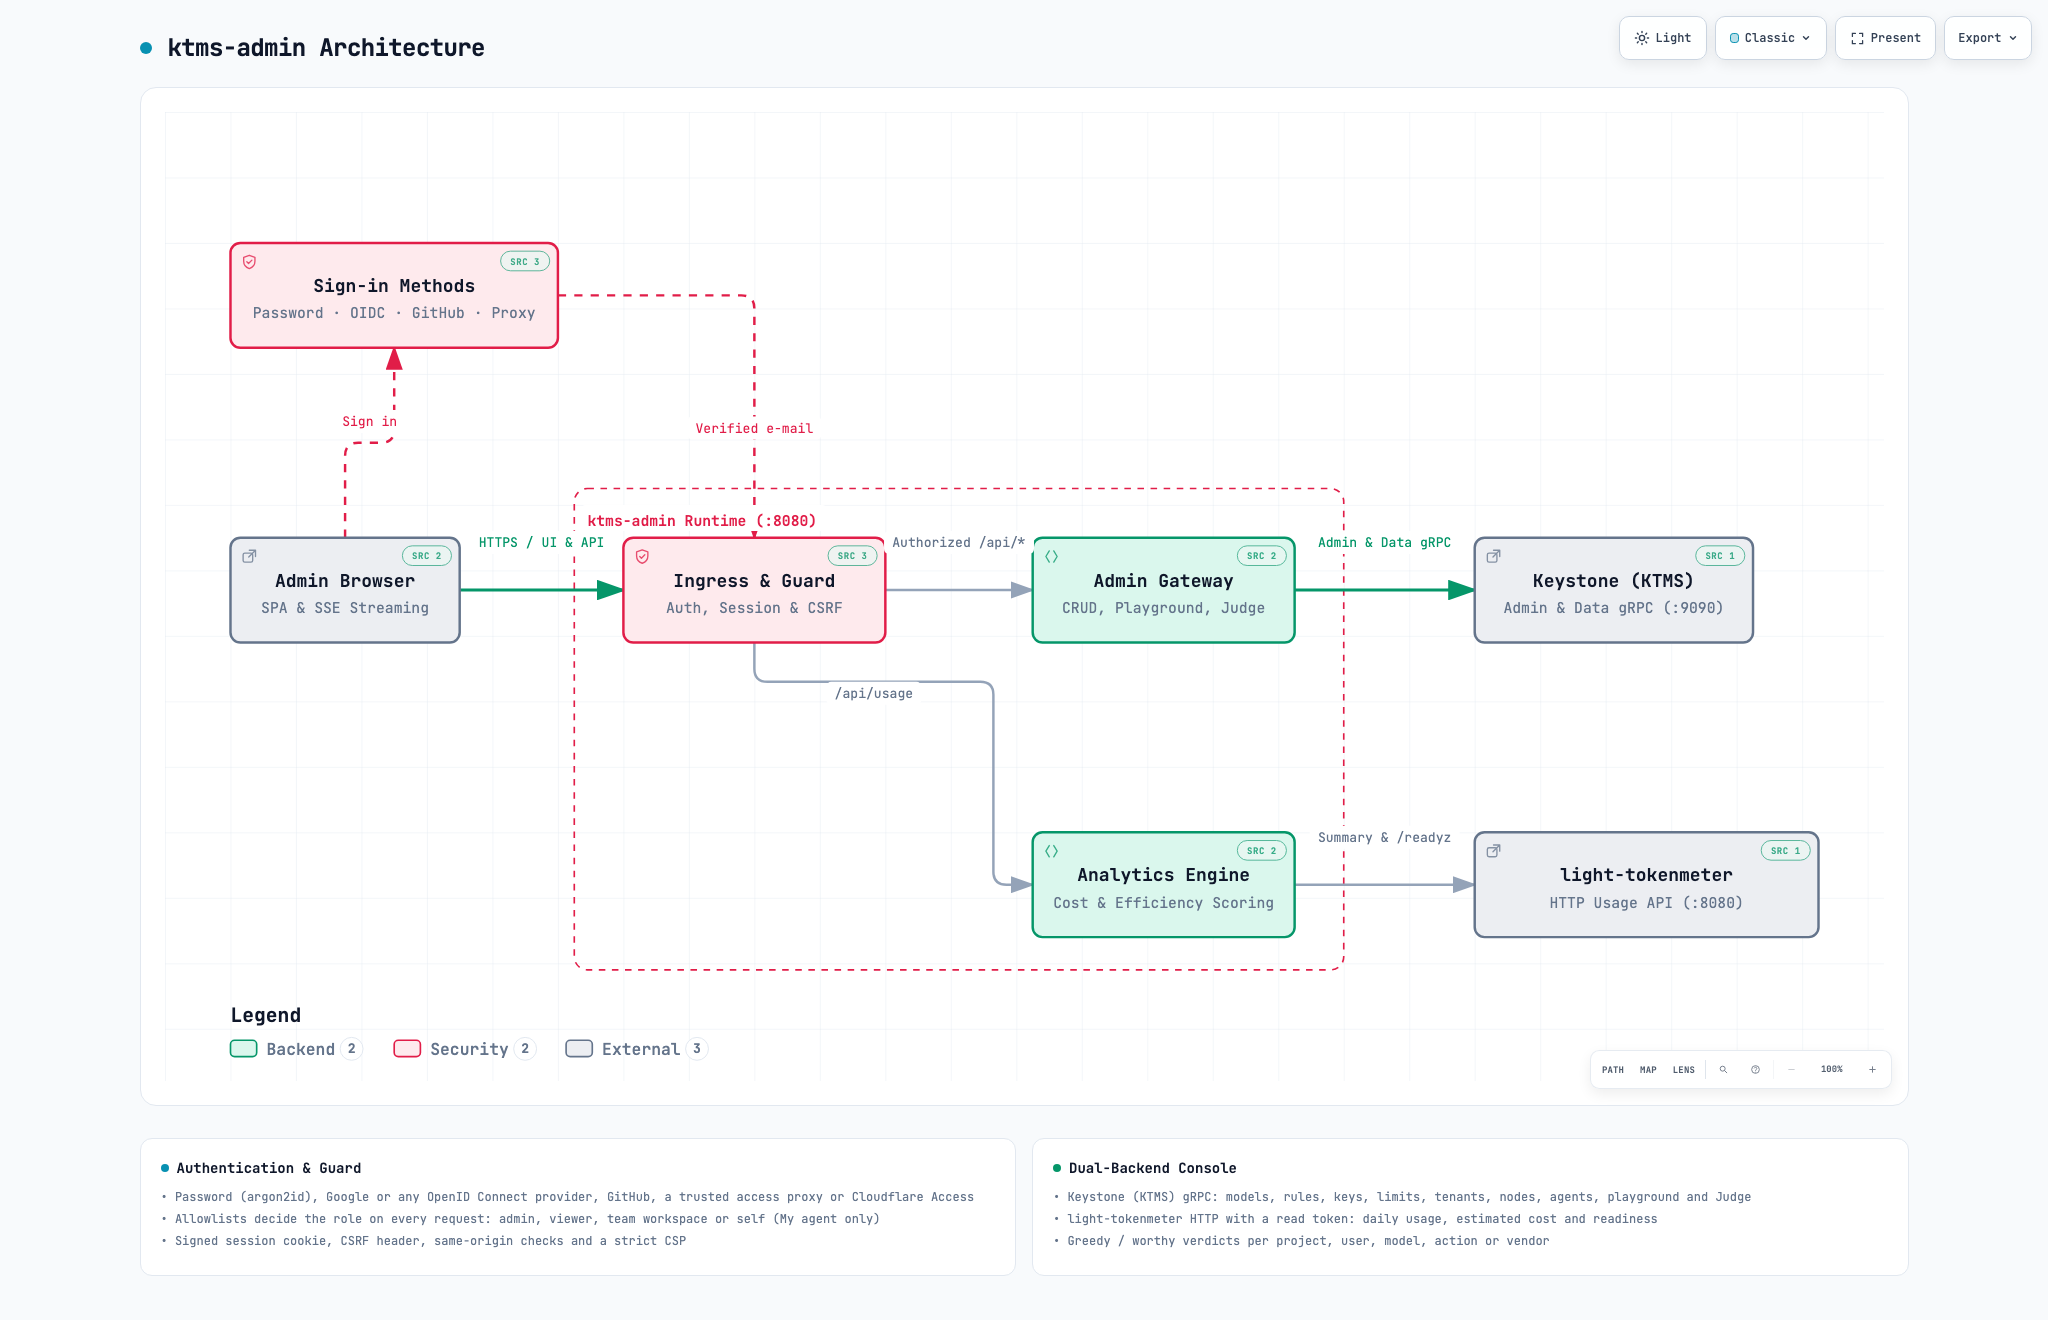 ktms-admin Architecture
Light
Classic
Present
Export
SRC 3
Sign-in Methods
Password · OIDC · GitHub · Proxy
Sign in
Verified e-mail
ktms-admin Runtime (:8080)
SRC 2
Admin Browser
SPA & SSE Streaming
HTTPS / UI & API
SRC 3
Ingress & Guard
Auth, Session & CSRF
Authorized /api/*
SRC 2
Admin Gateway
CRUD, Playground, Judge
Admin & Data gRPC
SRC 1
Keystone (KTMS)
Admin & Data gRPC (:9090)
/api/usage
SRC 2
Analytics Engine
Cost & Efficiency Scoring
Summary & /readyz
SRC 1
light-tokenmeter
HTTP Usage API (:8080)
Legend
Backend 2
Security 2
External 3
PATH MAP LENS 100%
Authentication & Guard
• Password (argon2id), Google or any OpenID Connect provider, GitHub, a trusted access proxy or Cloudflare Access
• Allowlists decide the role on every request: admin, viewer, team workspace or self (My agent only)
• Signed session cookie, CSRF header, same-origin checks and a strict CSP
Dual-Backend Console
• Keystone (KTMS) gRPC: models, rules, keys, limits, tenants, nodes, agents, playground and Judge
• light-tokenmeter HTTP with a read token: daily usage, estimated cost and readiness
• Greedy / worthy verdicts per project, user, model, action or vendor